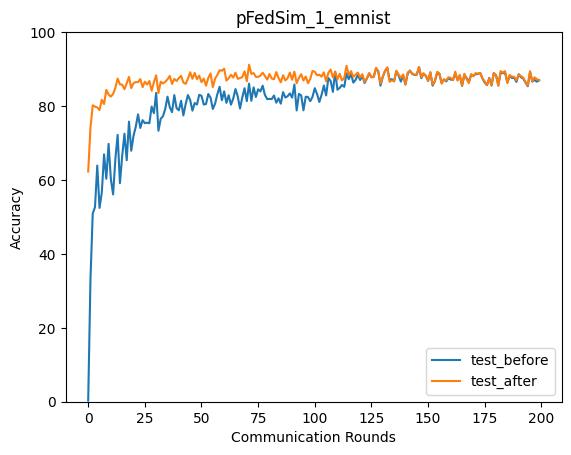 pFedSim_1_emnist
100
80
60
40
20
0
Accuracy
0 25 50 75 100 125 150 175 200
Communication Rounds
test_before
test_after